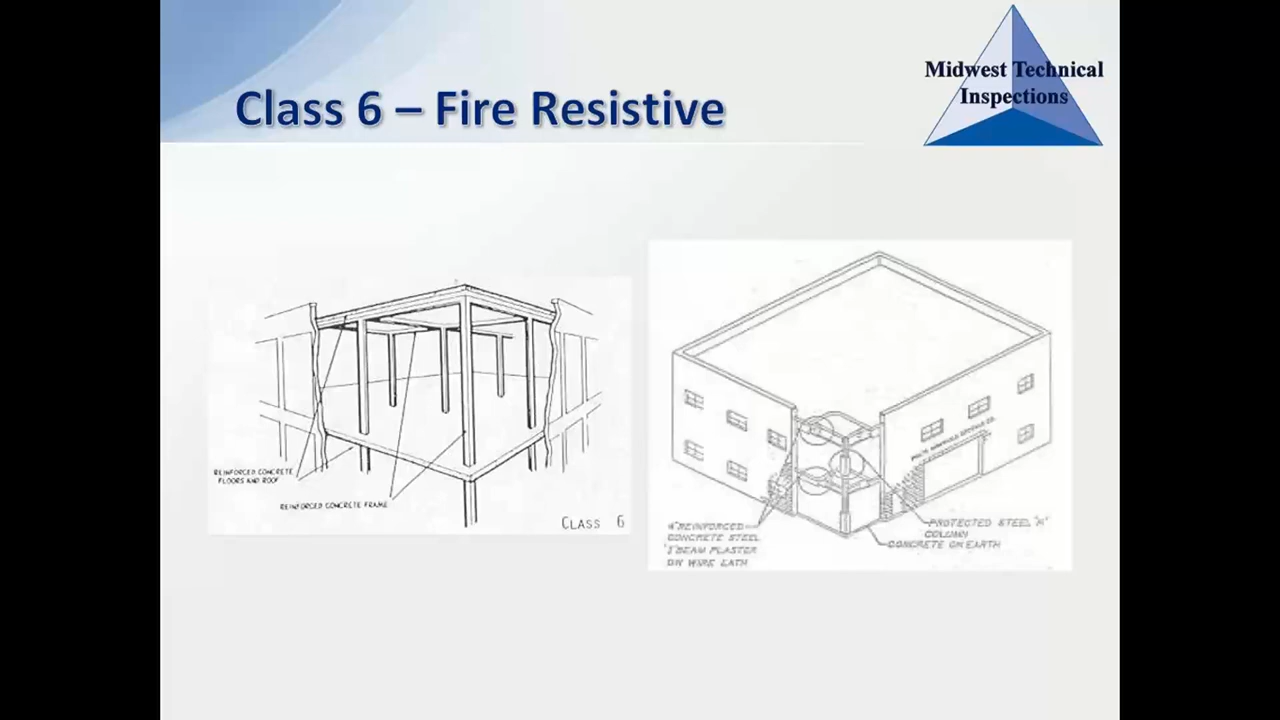 Class 6 – Fire Resistive
Midwest Technical
Inspections
REINFORCED CONCRETE
FLOORS AND ROOF
REINFORCED CONCRETE FRAME
CLASS 6
4" REINFORCED
CONCRETE STEEL
"I" BEAM PLASTER
ON WIRE LATH
PROTECTED STEEL "H"
COLUMN
CONCRETE ON EARTH